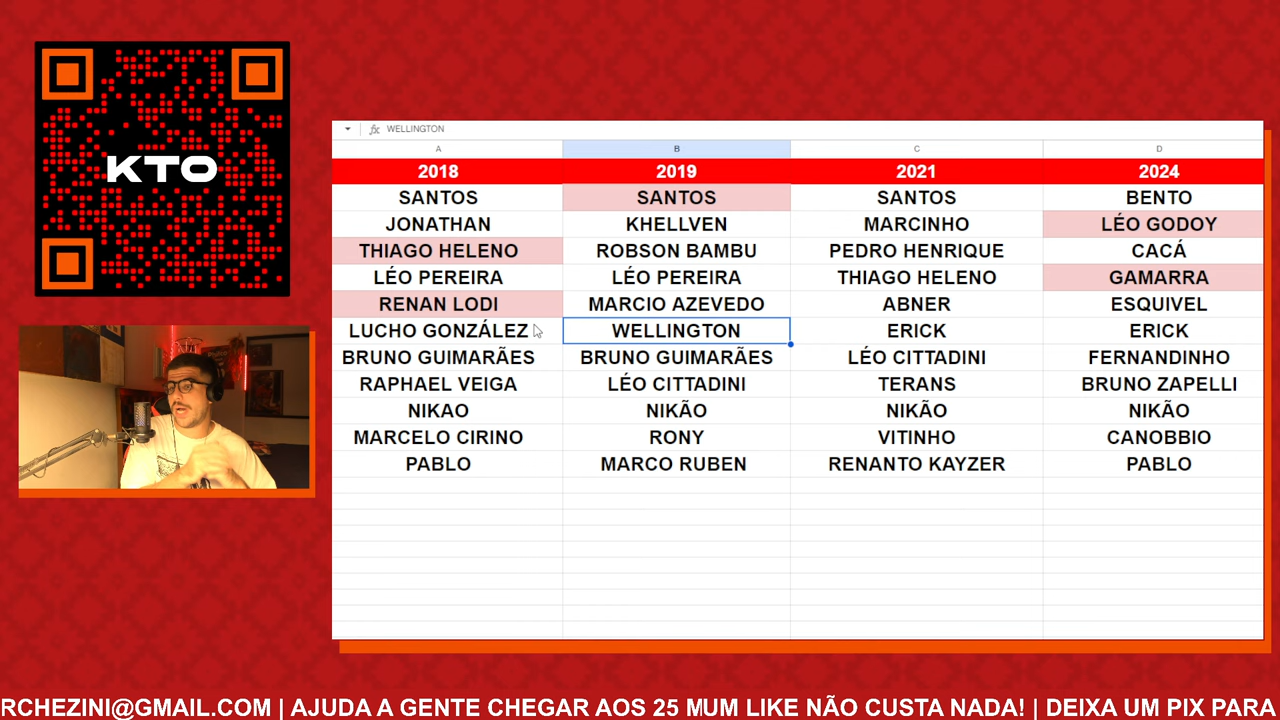 KTO
fx WELLINGTON
A B C D
2018 2019 2021 2024
SANTOS SANTOS SANTOS BENTO
JONATHAN KHELLVEN MARCINHO LÉO GODOY
THIAGO HELENO ROBSON BAMBU PEDRO HENRIQUE CACÁ
LÉO PEREIRA LÉO PEREIRA THIAGO HELENO GAMARRA
RENAN LODI MARCIO AZEVEDO ABNER ESQUIVEL
LUCHO GONZÁLEZ WELLINGTON ERICK ERICK
BRUNO GUIMARÃES BRUNO GUIMARÃES LÉO CITTADINI FERNANDINHO
RAPHAEL VEIGA LÉO CITTADINI TERANS BRUNO ZAPELLI
NIKAO NIKÃO NIKÃO NIKÃO
MARCELO CIRINO RONY VITINHO CANOBBIO
PABLO MARCO RUBEN RENANTO KAYZER PABLO
RCHEZINI@GMAIL.COM | AJUDA A GENTE CHEGAR AOS 25 MUM LIKE NÃO CUSTA NADA! | DEIXA UM PIX PARA